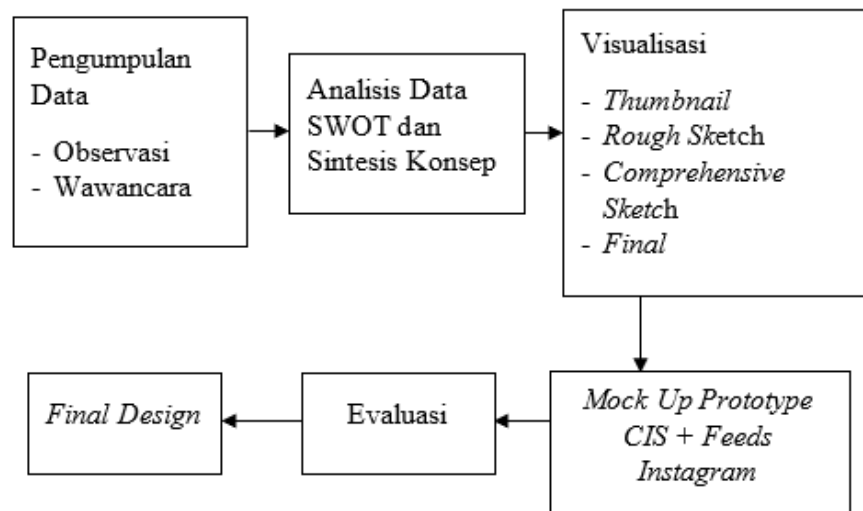 Pengumpulan
Data
- Observasi
- Wawancara
Analisis Data
SWOT dan
Sintesis Konsep
Visualisasi
- Thumbnail
- Rough Sketch
- Comprehensive
Sketch
- Final
Mock Up Prototype
CIS + Feeds
Instagram
Evaluasi
Final Design